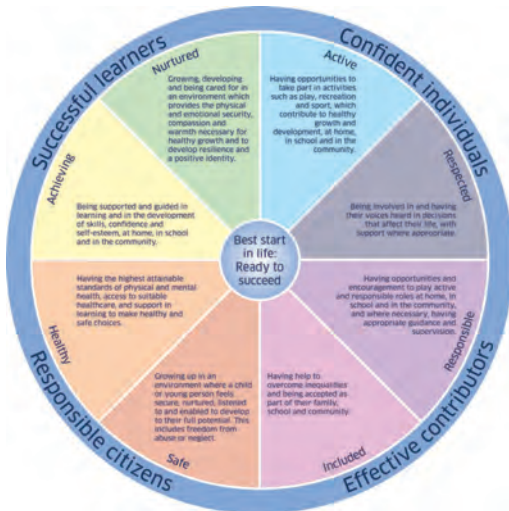 Successful learners
Confident individuals
Nurtured
Growing, developing
and being cared for in
an environment which
provides the physical
and emotional security,
compassion and
warmth necessary for
healthy growth and to
develop resilience and
a positive identity.
Active
Having opportunities to
take part in activities
such as play, recreation
and sport, which
contribute to healthy
growth and
development, at home,
in school and in the
community.
Achieving
Being supported and guided in
learning and in the development
of skills, confidence and
self-esteem, at home, in school
and in the community.
Respected
Being involved in and having
their voices heard in decisions
that affect their life, with
support where appropriate.
Best start
in life:
Ready to
succeed
Healthy
Having the highest attainable
standards of physical and mental
health, access to suitable
healthcare, and support in
learning to make healthy and
safe choices.
Responsible
Having opportunities and
encouragement to play active
and responsible roles at home, in
school and in the community,
and where necessary, having
appropriate guidance and
supervision.
Growing up in an
environment where a child
or young person feels
secure, nurtured, listened
to and enabled to develop
to their full potential. This
includes freedom from
abuse or neglect.
Safe
Having help to
overcome inequalities
and being accepted as
part of their family,
school and community.
Included
Responsible citizens
Effective contributors